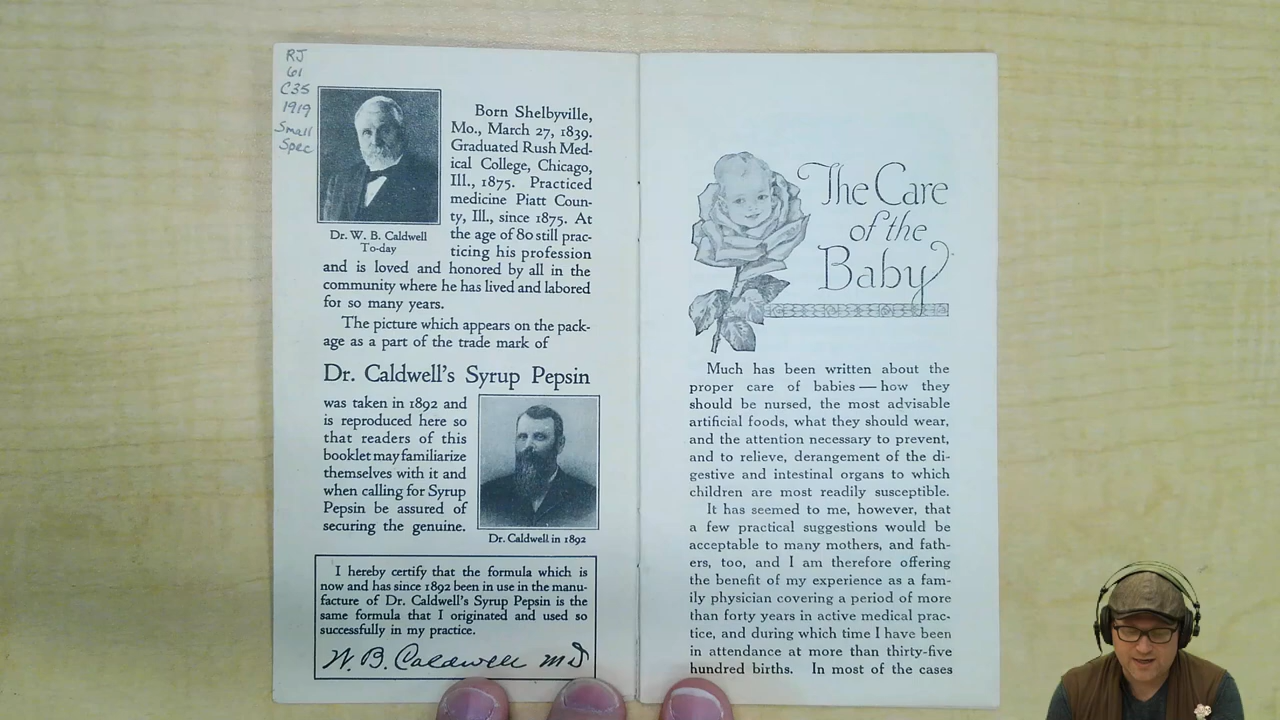 RJ
61
C35
1919
Small
Spec
Born Shelbyville,
Mo., March 27, 1839.
Graduated Rush Med-
ical College, Chicago,
Ill., 1875. Practiced
medicine Piatt Coun-
ty, Ill., since 1875. At
the age of 80 still prac-
ticing his profession
Dr. W. B. Caldwell
To-day
and is loved and honored by all in the
community where he has lived and labored
for so many years.
The picture which appears on the pack-
age as a part of the trade mark of
Dr. Caldwell's Syrup Pepsin
was taken in 1892 and
is reproduced here so
that readers of this
booklet may familiarize
themselves with it and
when calling for Syrup
Pepsin be assured of
securing the genuine.
Dr. Caldwell in 1892
I hereby certify that the formula which is
now and has since 1892 been in use in the manu-
facture of Dr. Caldwell's Syrup Pepsin is the
same formula that I originated and used so
successfully in my practice.
W. B. Caldwell MD
The Care
of the
Baby
Much has been written about the
proper care of babies — how they
should be nursed, the most advisable
artificial foods, what they should wear,
and the attention necessary to prevent,
and to relieve, derangement of the di-
gestive and intestinal organs to which
children are most readily susceptible.
It has seemed to me, however, that
a few practical suggestions would be
acceptable to many mothers, and fath-
ers, too, and I am therefore offering
the benefit of my experience as a fam-
ily physician covering a period of more
than forty years in active medical prac-
tice, and during which time I have been
in attendance at more than thirty-five
hundred births. In most of the cases